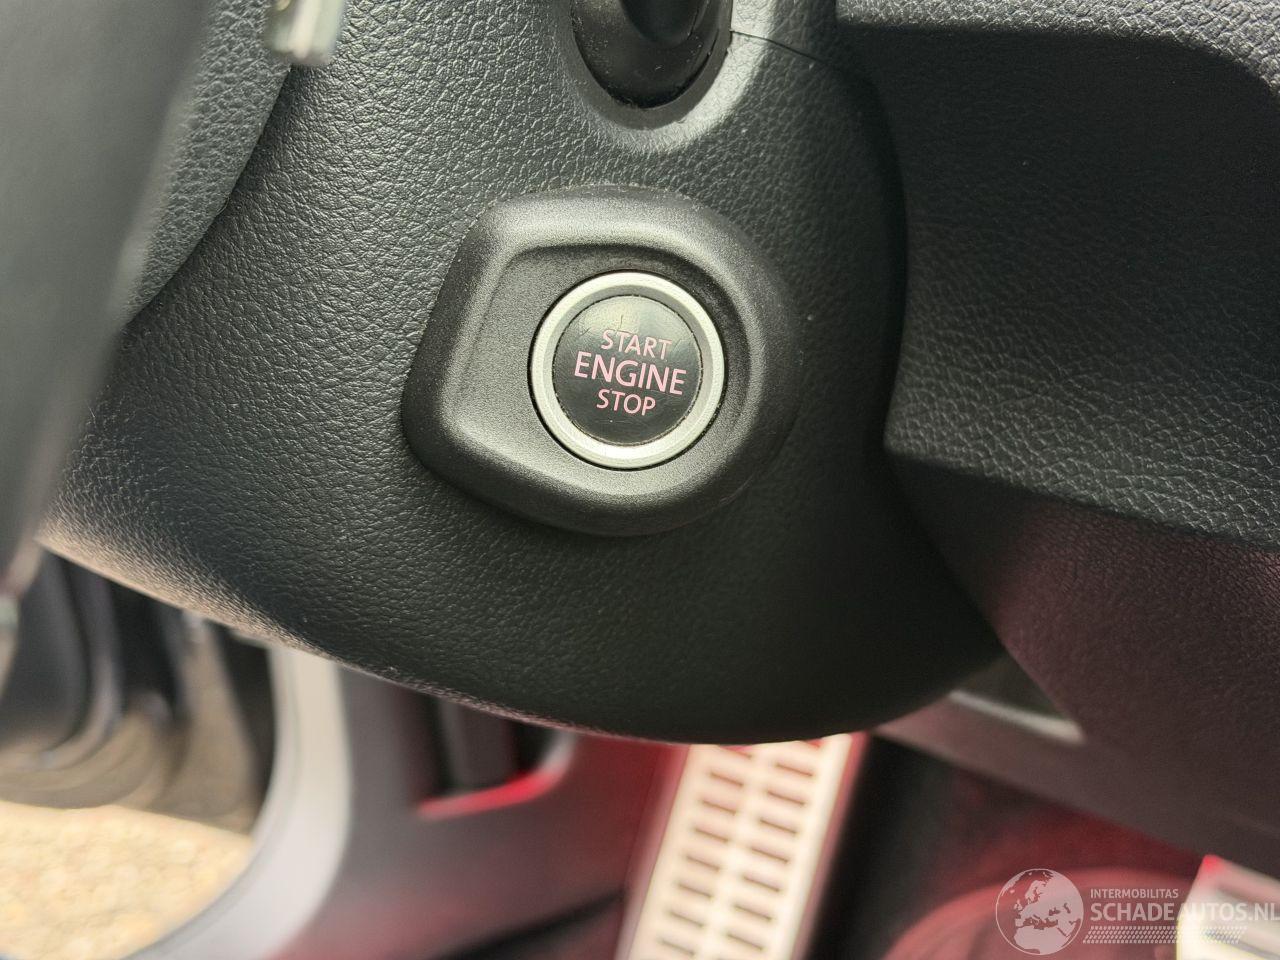 START
ENGINE
STOP
INTERMOBILITAS
SCHADEAUTOS.NL